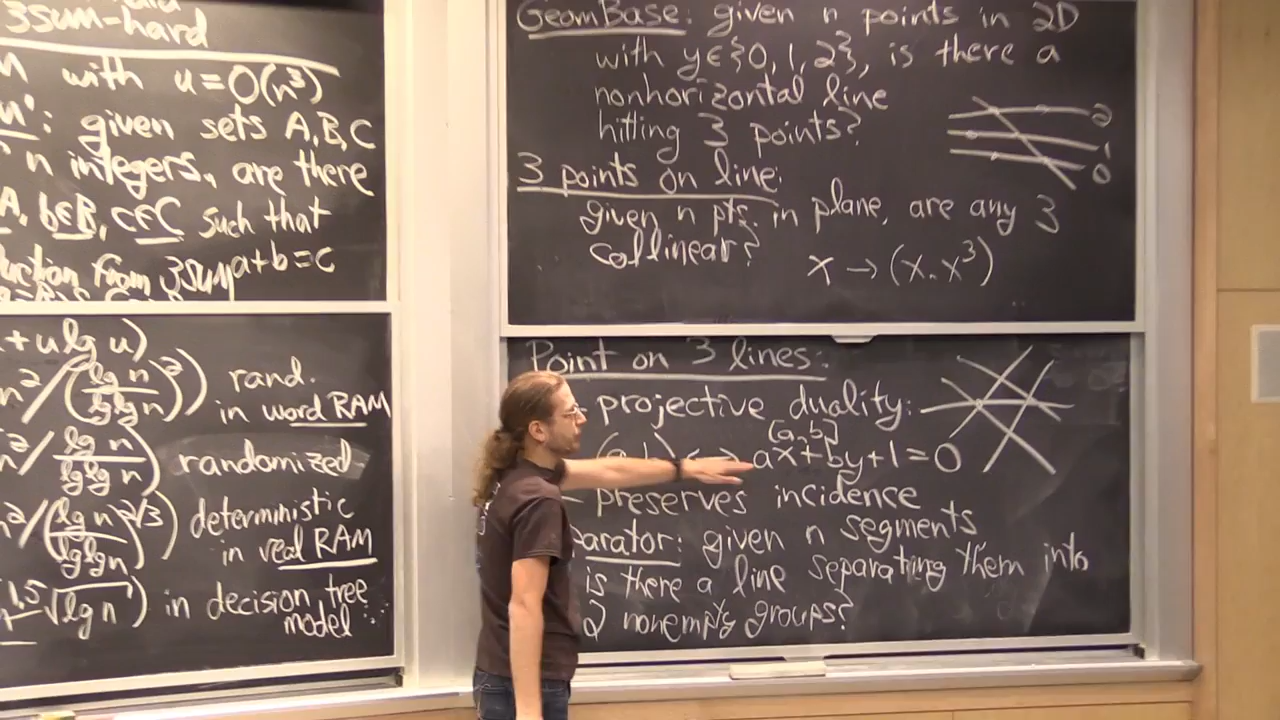 3SUM-hard
with u=O(n³)
: given sets A,B,C
n integers, are there
A, b∈B, c∈C such that
from 3SUM a+b=c
+ u lg u)
n²/(lg n/lg lg n)²) rand.
in word RAM
n²/ lg n/lg lg n) randomized
n²/(lg n/lg lg n)^2/3) deterministic
in real RAM
1.5 √lg n) in decision tree
model
GeomBase: given n points in 2D
with y∈{0,1,2}, is there a
nonhorizontal line
hitting 3 points?
2
1
0
3 points on line:
given n pts. in plane, are any 3
collinear? x → (x, x³)
Point on 3 lines:
- projective duality:
[a, b]
ax+by+1=0
- preserves incidence
arator: given n segments
is there a line separating them into
2 nonempty groups?